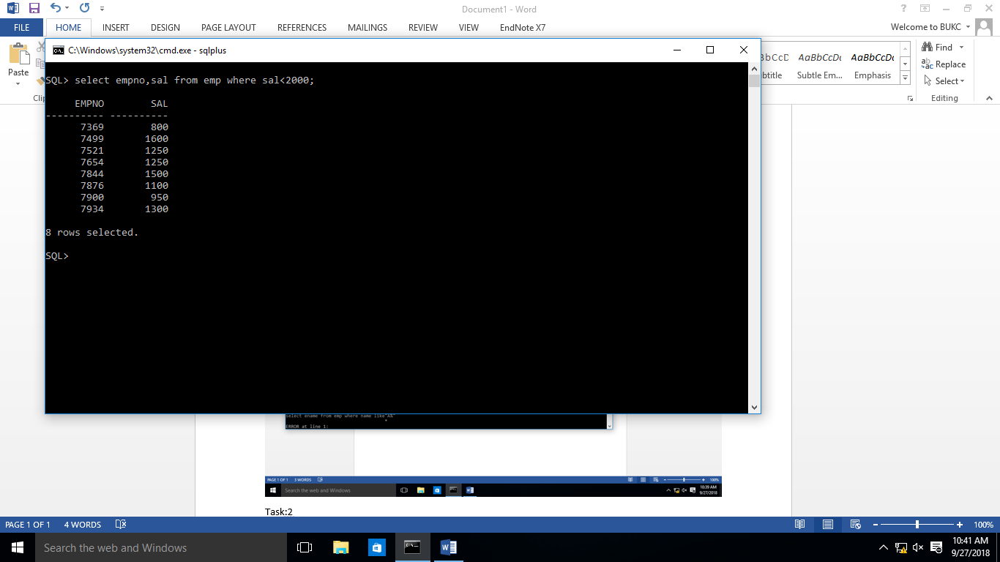 Document1 - Word
FILE HOME INSERT DESIGN PAGE LAYOUT REFERENCES MAILINGS REVIEW VIEW EndNote X7 Welcome to BUKC
C:\Windows\system32\cmd.exe - sqlplus
Paste
Clip
bCcD AaBbCcDc AaBbCcDc
btitle Subtle Em... Emphasis
Find
Replace
Select
Editing
SQL> select empno,sal from emp where sal<2000;
EMPNO SAL
---------- ----------
7369 800
7499 1600
7521 1250
7654 1250
7844 1500
7876 1100
7900 950
7934 1300
8 rows selected.
SQL>
select ename from emp where name like"A%"
*
ERROR at line 1:
PAGE 1 OF 1 3 WORDS 100%
Search the web and Windows
10:39 AM
9/27/2018
Task:2
PAGE 1 OF 1 4 WORDS 100%
Search the web and Windows
10:41 AM
9/27/2018